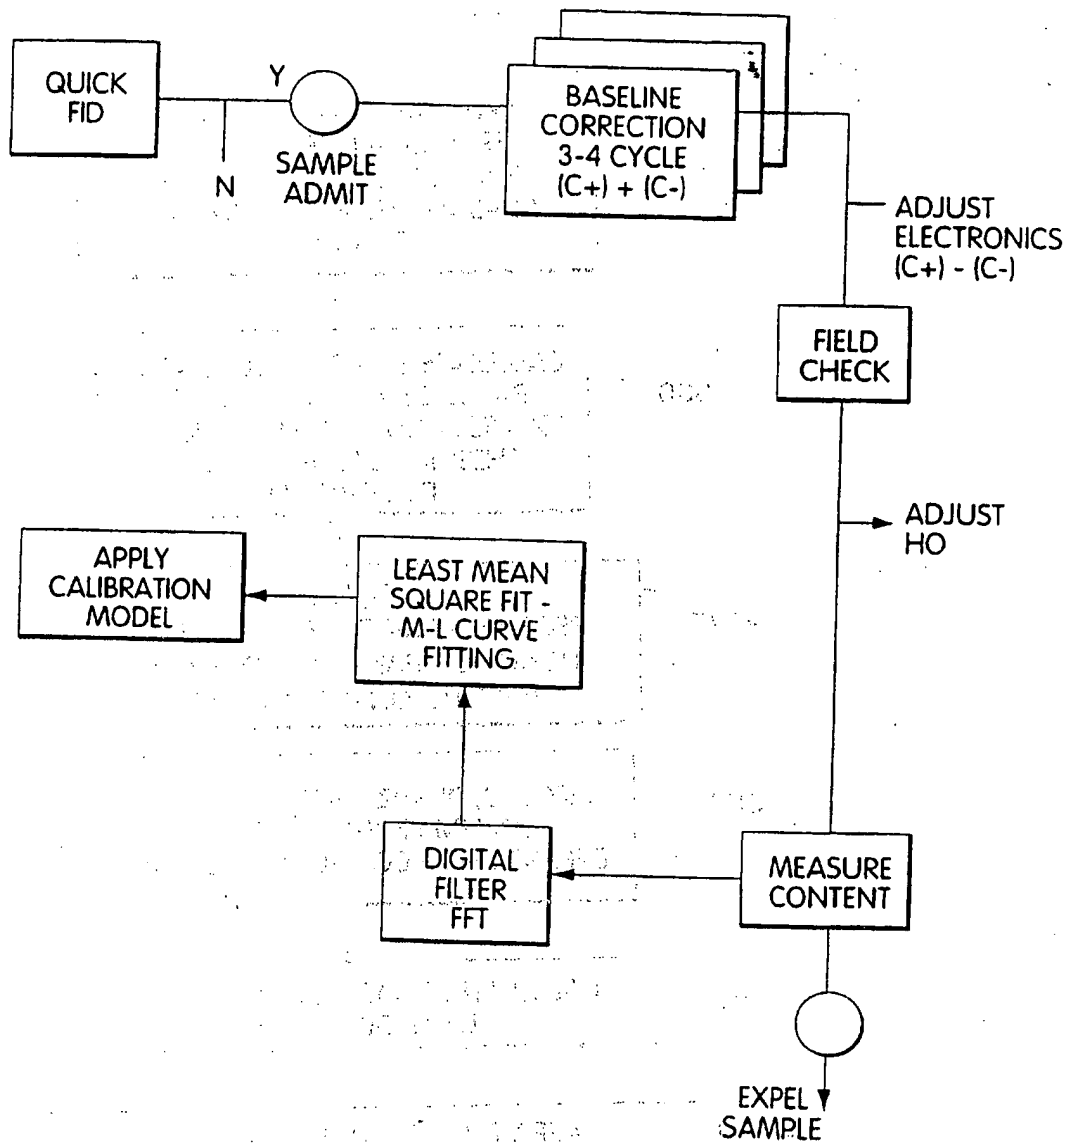 QUICK
FID
Y
N
SAMPLE
ADMIT
BASELINE
CORRECTION
3-4 CYCLE
(C+) + (C-)
ADJUST
ELECTRONICS
(C+) - (C-)
FIELD
CHECK
ADJUST
HO
APPLY
CALIBRATION
MODEL
LEAST MEAN
SQUARE FIT -
M-L CURVE
FITTING
DIGITAL
FILTER
FFT
MEASURE
CONTENT
EXPEL
SAMPLE